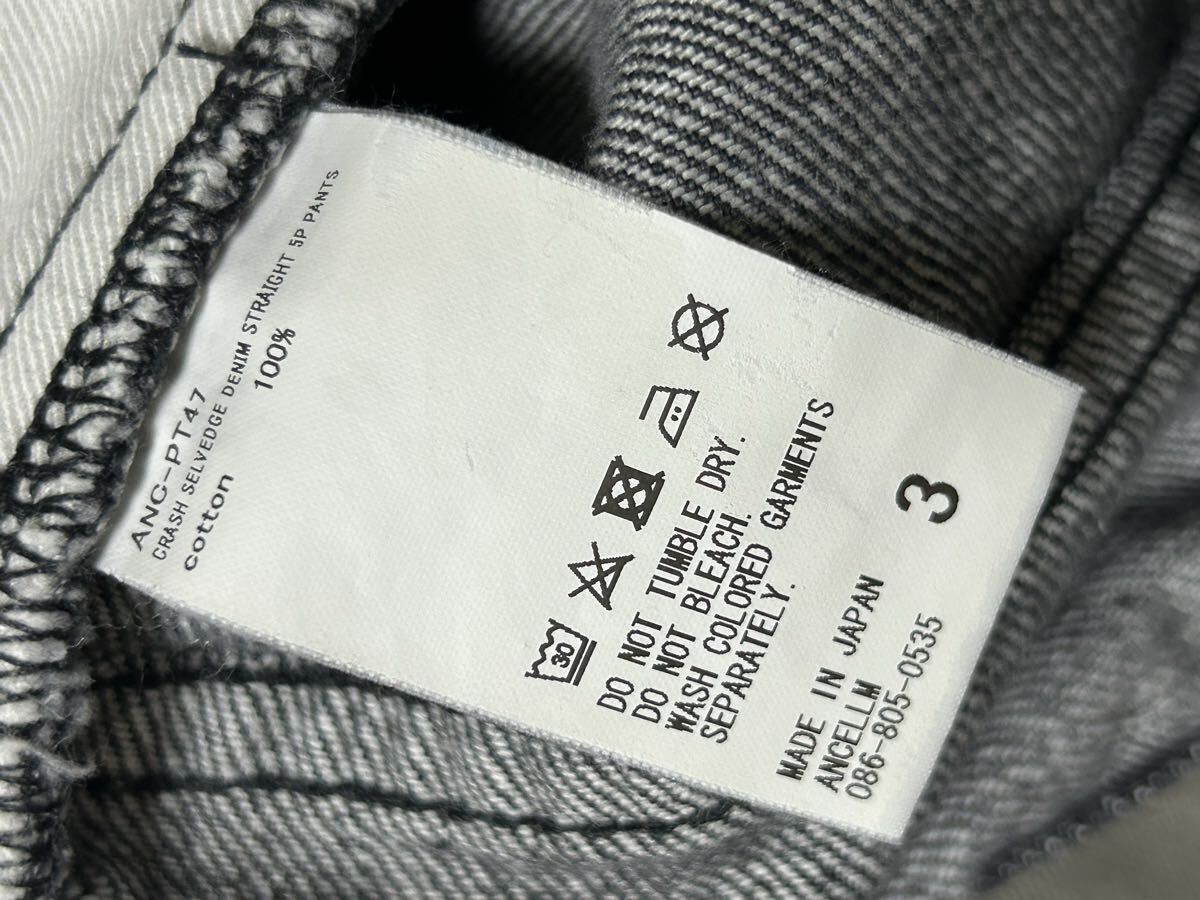 ANC-PT47
CRASH SELVEDGE DENIM STRAIGHT 5P PANTS
cotton 100%
30
DO NOT TUMBLE DRY.
DO NOT BLEACH.
WASH COLORED GARMENTS
SEPARATELY.
3
MADE IN JAPAN
ANCELLM
086-805-0535